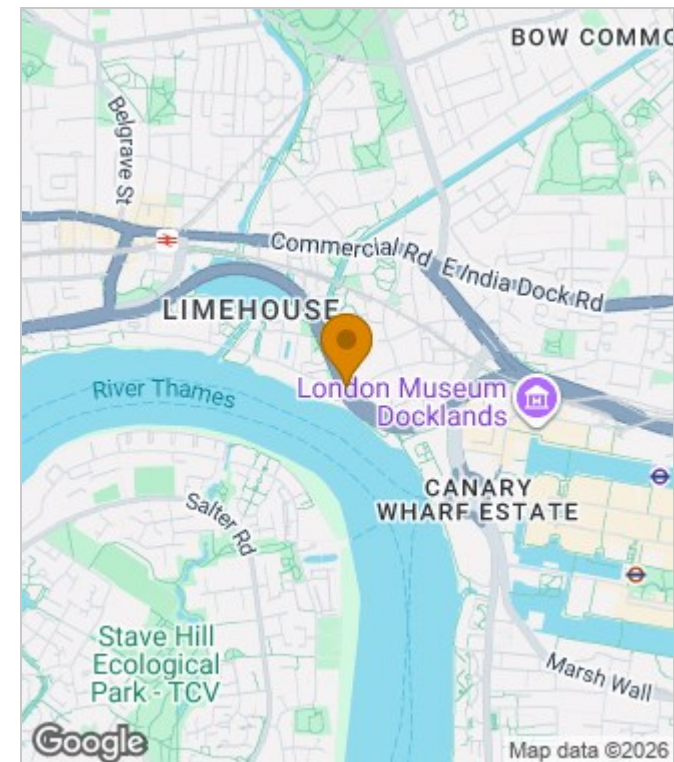 BOW COMMO
Belgrave St
Commercial Rd
E India Dock Rd
LIMEHOUSE
River Thames
London Museum
Docklands
CANARY
WHARF ESTATE
Salter Rd
Stave Hill
Ecological
Park - TCV
Marsh Wall
Google
Map data ©2026